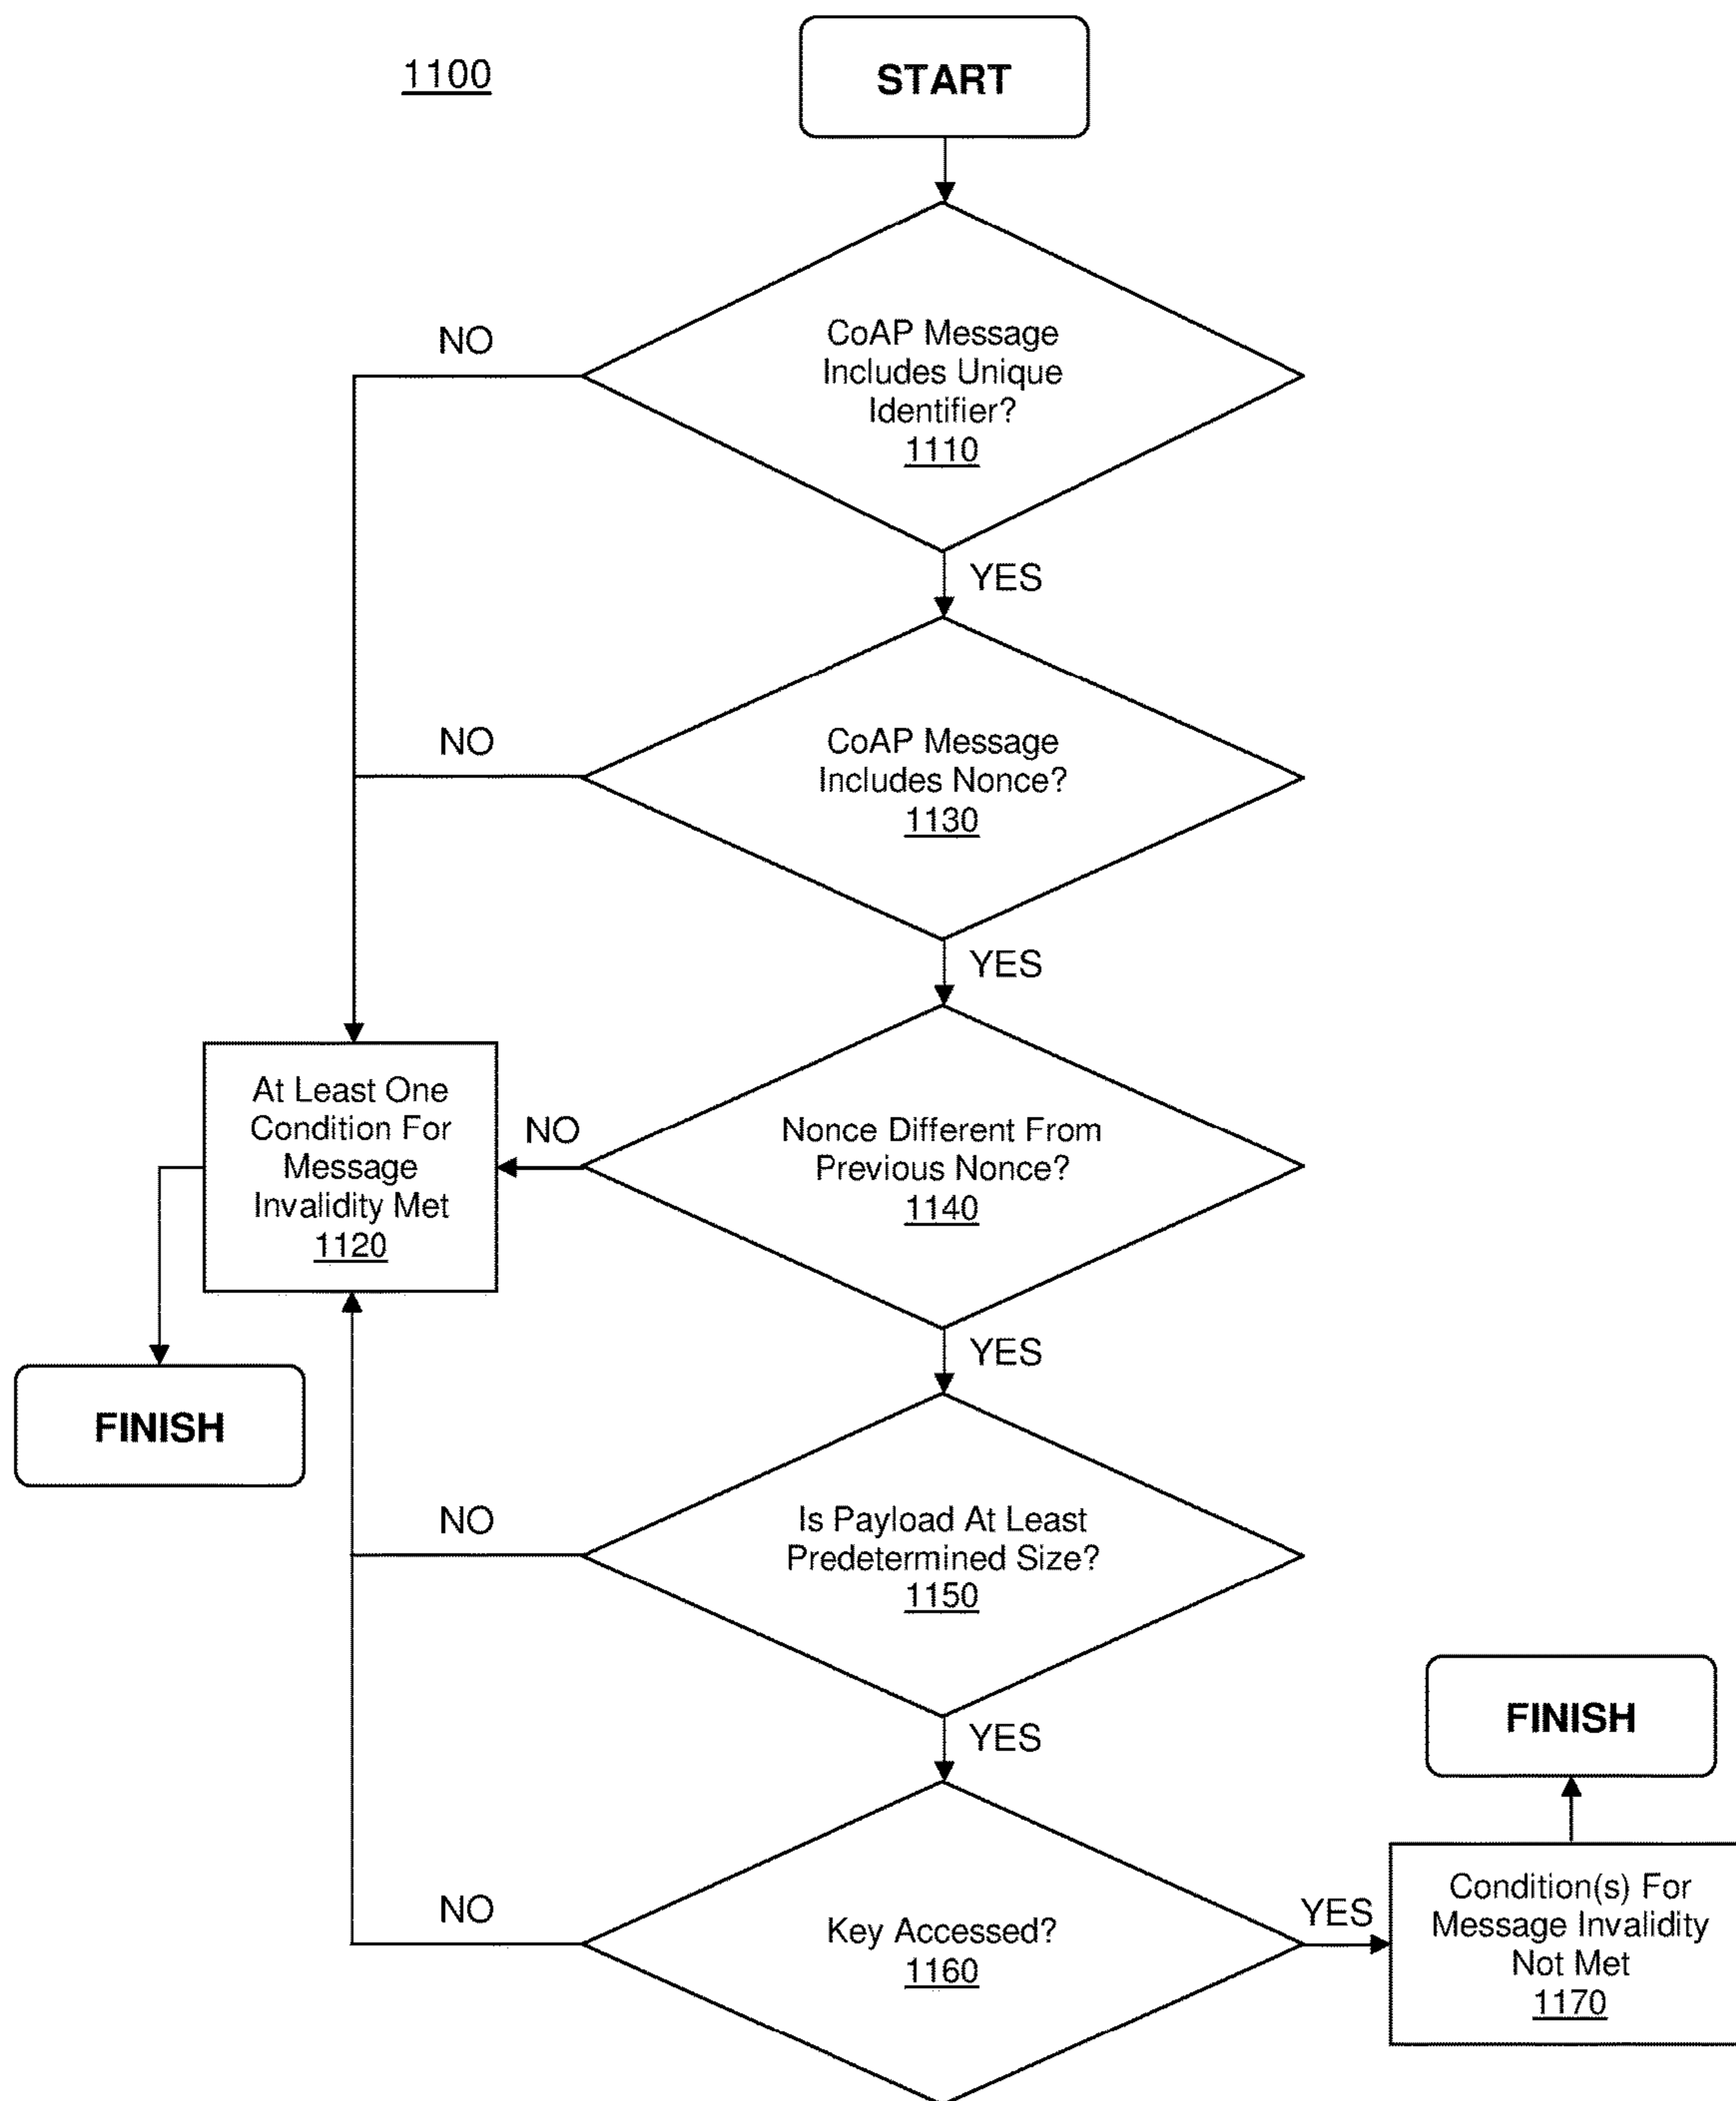 1100
START
CoAP Message
Includes Unique
Identifier?
1110
NO
YES
CoAP Message
Includes Nonce?
1130
NO
YES
At Least One
Condition For
Message
Invalidity Met
1120
NO
Nonce Different From
Previous Nonce?
1140
YES
FINISH
NO
Is Payload At Least
Predetermined Size?
1150
YES
FINISH
NO
Key Accessed?
1160
YES
Condition(s) For
Message Invalidity
Not Met
1170